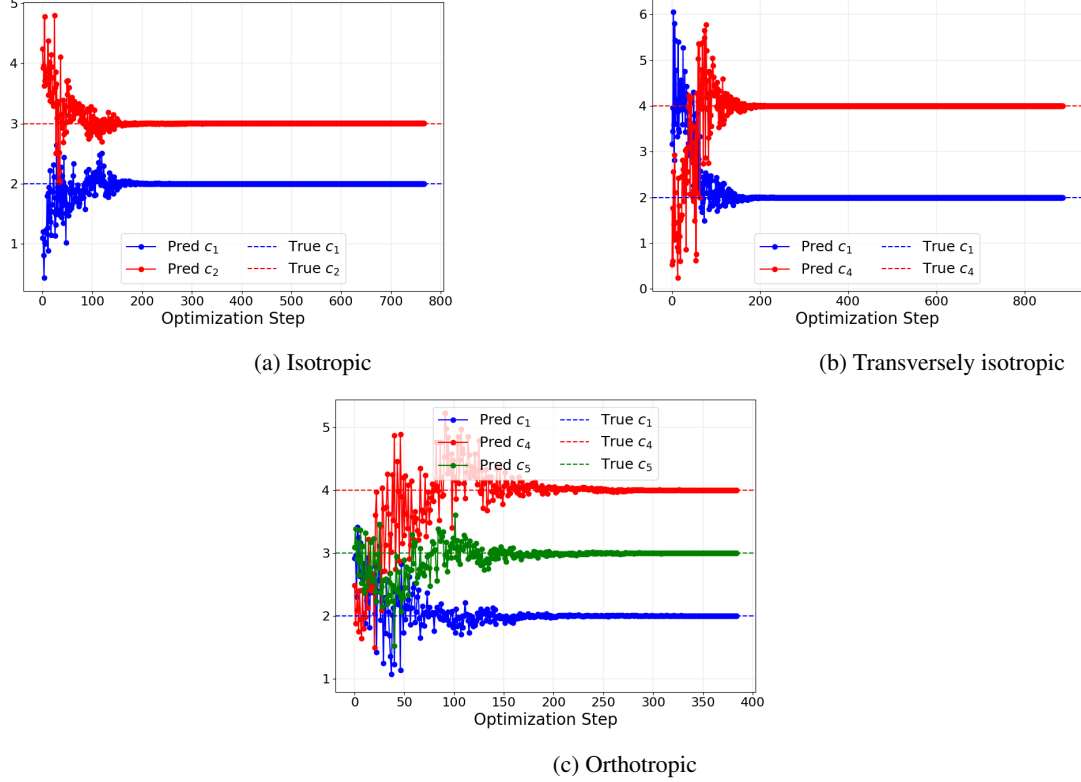 5
4
3
2
1
Pred c₁ True c₁
Pred c₂ True c₂
0 100 200 300 400 500 600 700 800
Optimization Step
(a) Isotropic
6
5
4
3
2
1
0
Pred c₁ True c₁
Pred c₄ True c₄
0 200 400 600 800
Optimization Step
(b) Transversely isotropic
5
4
3
2
1
Pred c₁ True c₁
Pred c₄ True c₄
Pred c₅ True c₅
0 50 100 150 200 250 300 350 400
Optimization Step
(c) Orthotropic